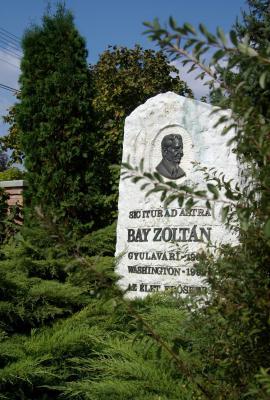 SIC ITUR AD ASTRA
BAY ZOLTÁN
GYULAVÁRI
WASHINGTON
AZ ÉLET